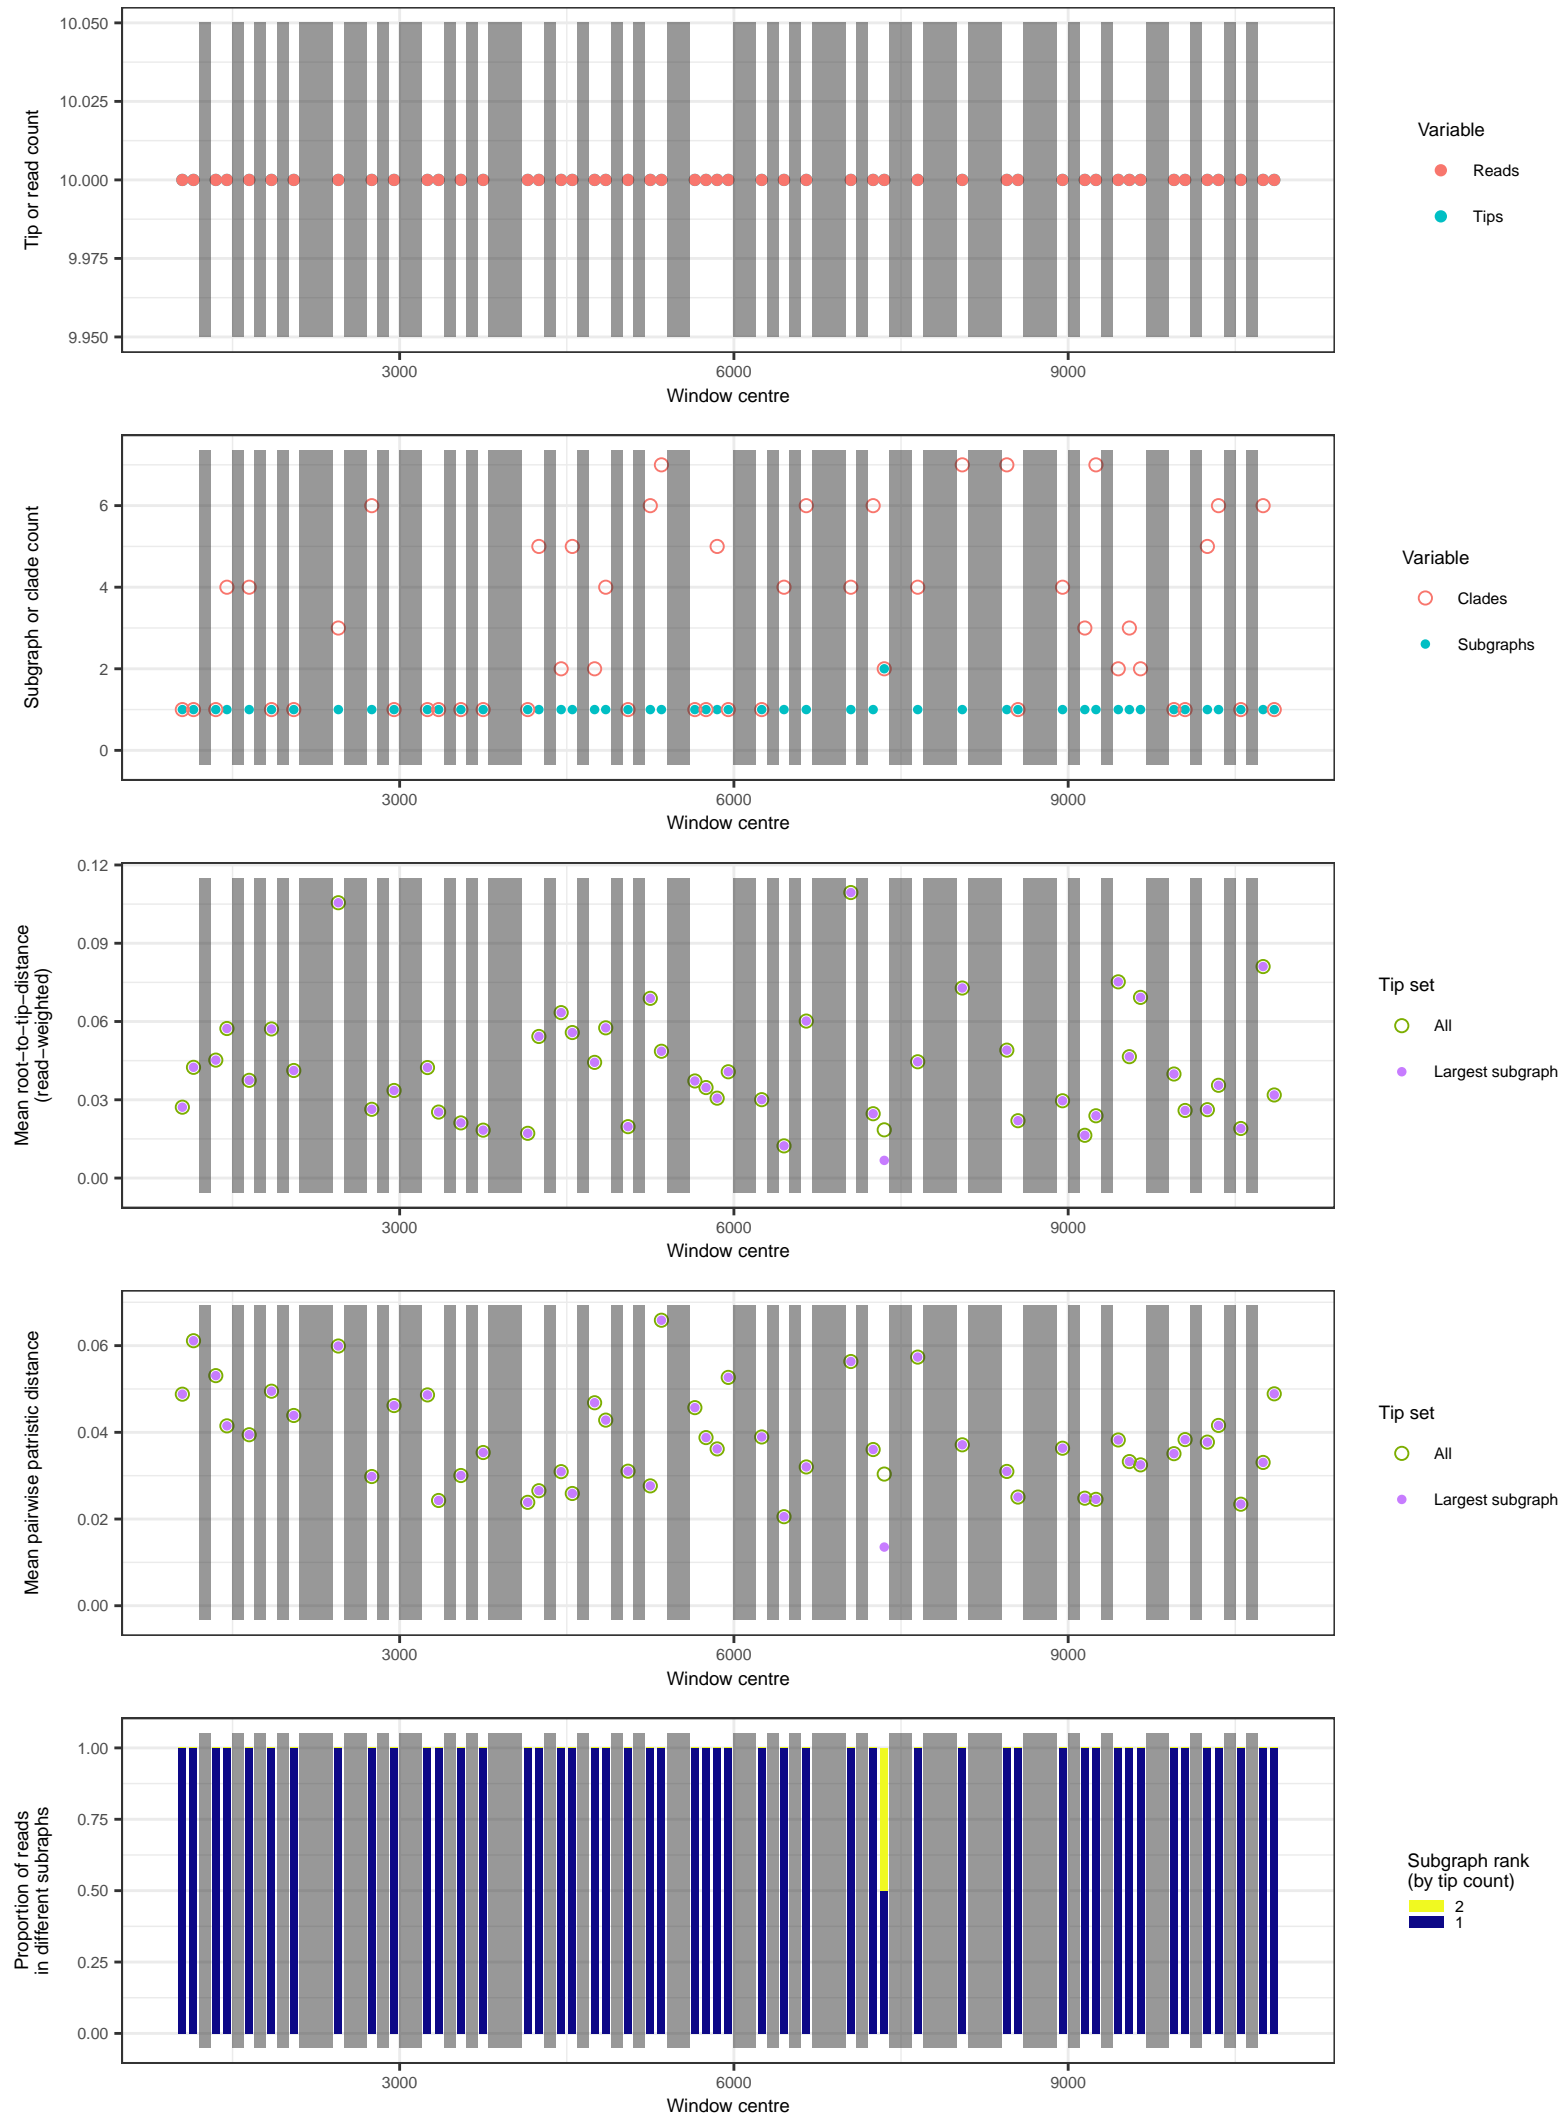 10.050
10.025
10.000
9.975
9.950
Tip or read count
3000
6000
9000
Window centre
Variable
Reads
Tips
6
4
2
0
Subgraph or clade count
3000
6000
9000
Window centre
Variable
Clades
Subgraphs
0.12
0.09
0.06
0.03
0.00
Mean root−to−tip−distance
(read−weighted)
3000
6000
9000
Window centre
Tip set
All
Largest subgraph
0.06
0.04
0.02
0.00
Mean pairwise patristic distance
3000
6000
9000
Window centre
Tip set
All
Largest subgraph
1.00
0.75
0.50
0.25
0.00
Proportion of reads
in different subraphs
3000
6000
9000
Window centre
Subgraph rank
(by tip count)
2
1